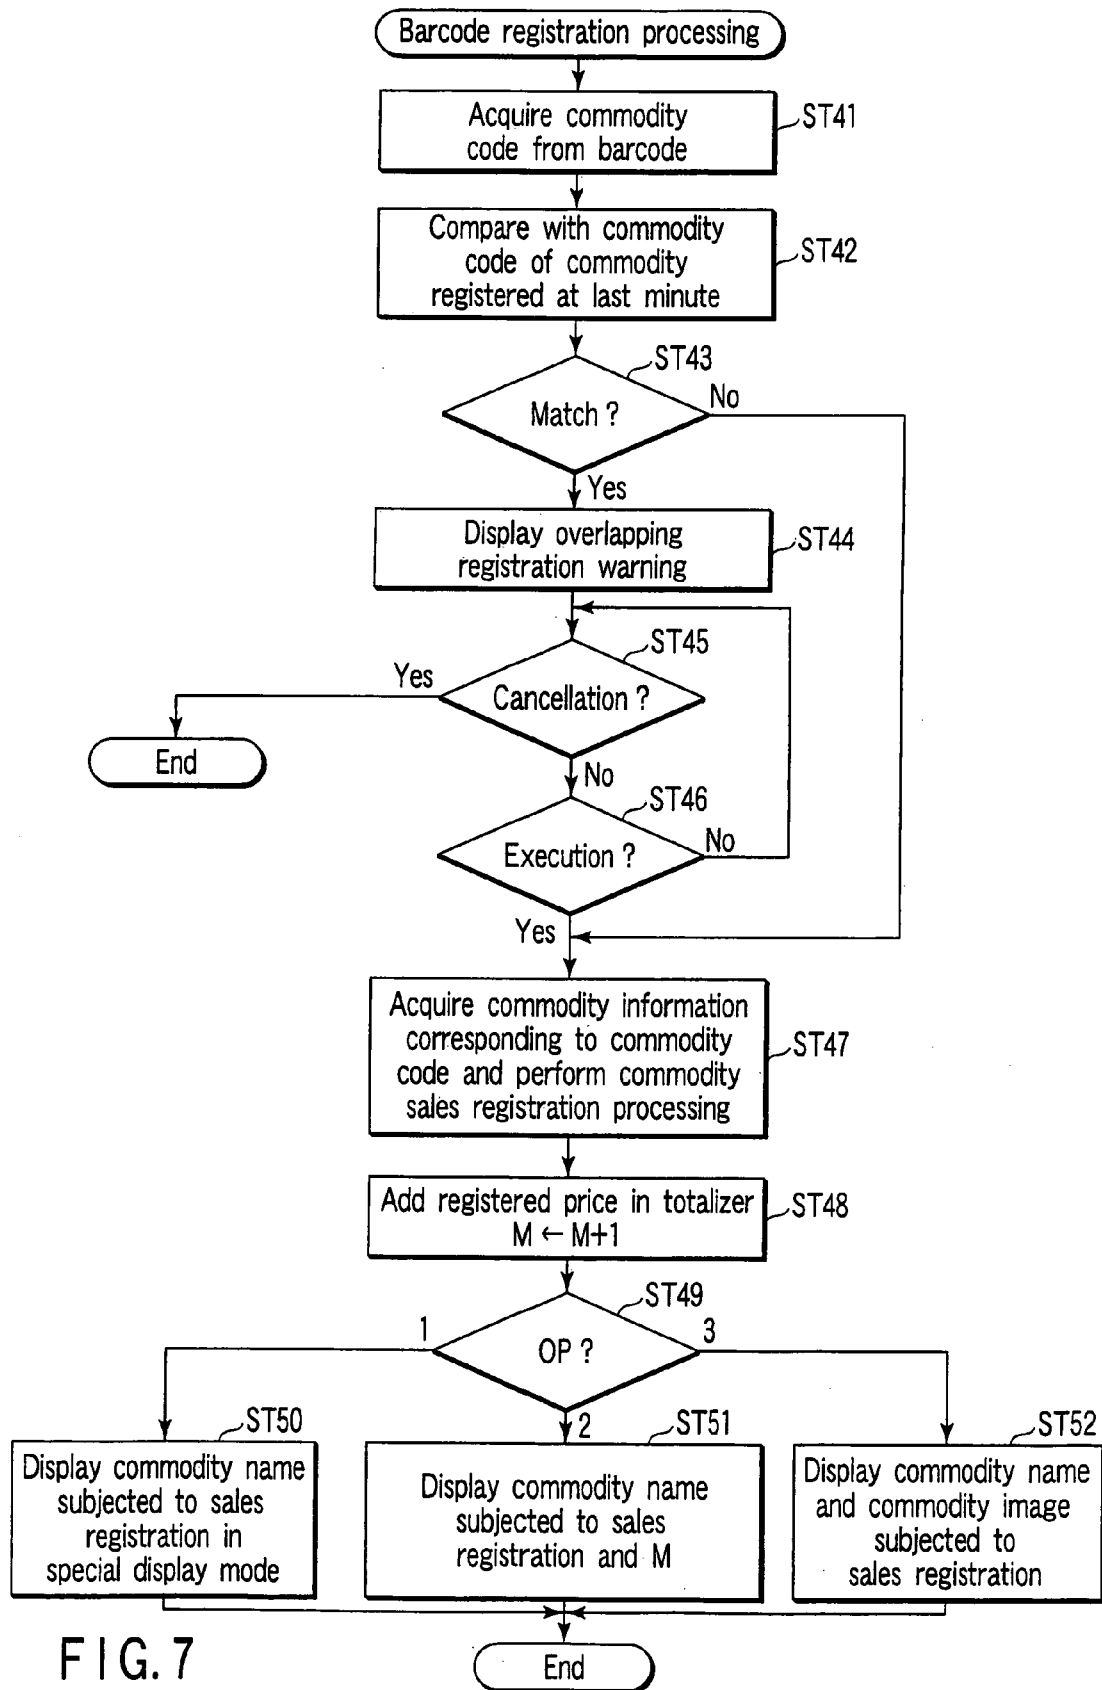 Barcode registration processing
Acquire commodity
code from barcode
ST41
Compare with commodity
code of commodity
registered at last minute
ST42
ST43
Match ?
No
Yes
Display overlapping
registration warning
ST44
ST45
Yes
Cancellation ?
End
No
ST46
Execution ?
No
Yes
Acquire commodity information
corresponding to commodity
code and perform commodity
sales registration processing
ST47
Add registered price in totalizer
M ← M+1
ST48
ST49
1
OP ?
3
2
ST50
Display commodity name
subjected to sales
registration in
special display mode
ST51
Display commodity name
subjected to sales
registration and M
ST52
Display commodity name
and commodity image
subjected to
sales registration
End
FIG. 7